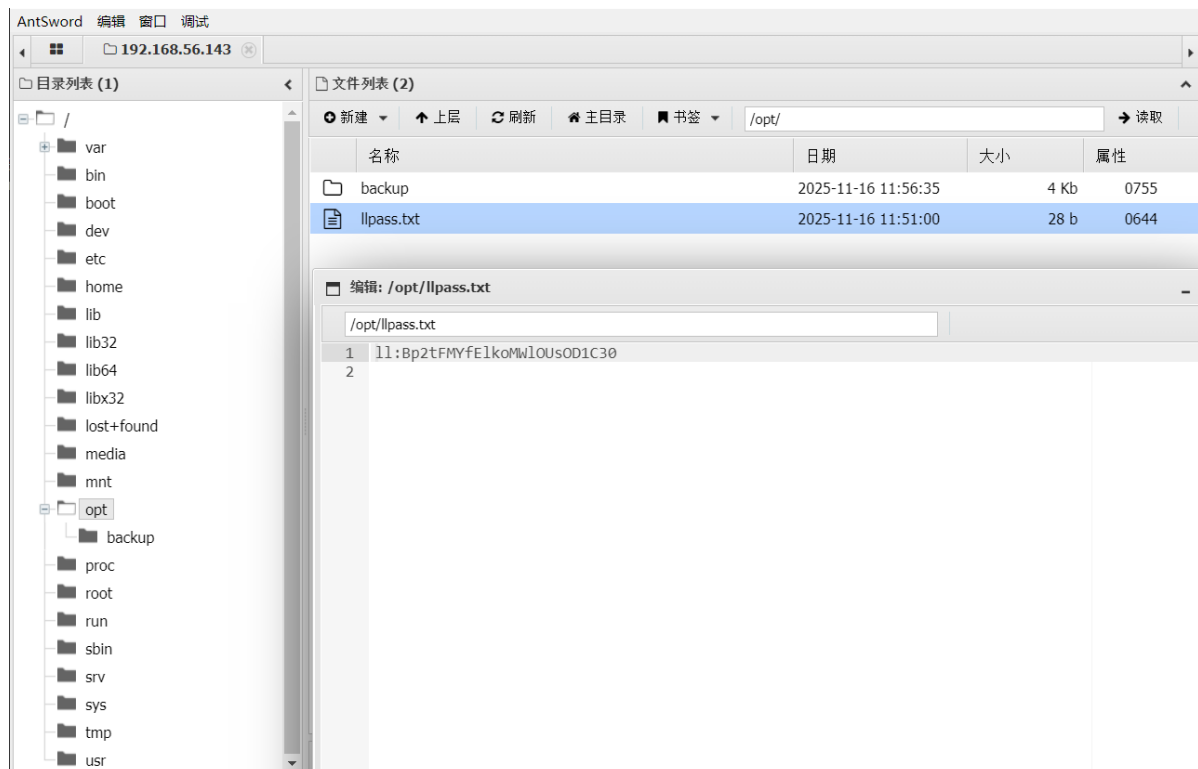 AntSword 编辑 窗口 调试
192.168.56.143
目录列表 (1)
/
var
bin
boot
dev
etc
home
lib
lib32
lib64
libx32
lost+found
media
mnt
opt
backup
proc
root
run
sbin
srv
sys
tmp
usr
文件列表 (2)
新建 上层 刷新 主目录 书签 /opt/ 读取
名称 日期 大小 属性
backup 2025-11-16 11:56:35 4 Kb 0755
llpass.txt 2025-11-16 11:51:00 28 b 0644
编辑: /opt/llpass.txt
/opt/llpass.txt
1 ll:Bp2tFMYfElkoMWlOUsOD1C30
2